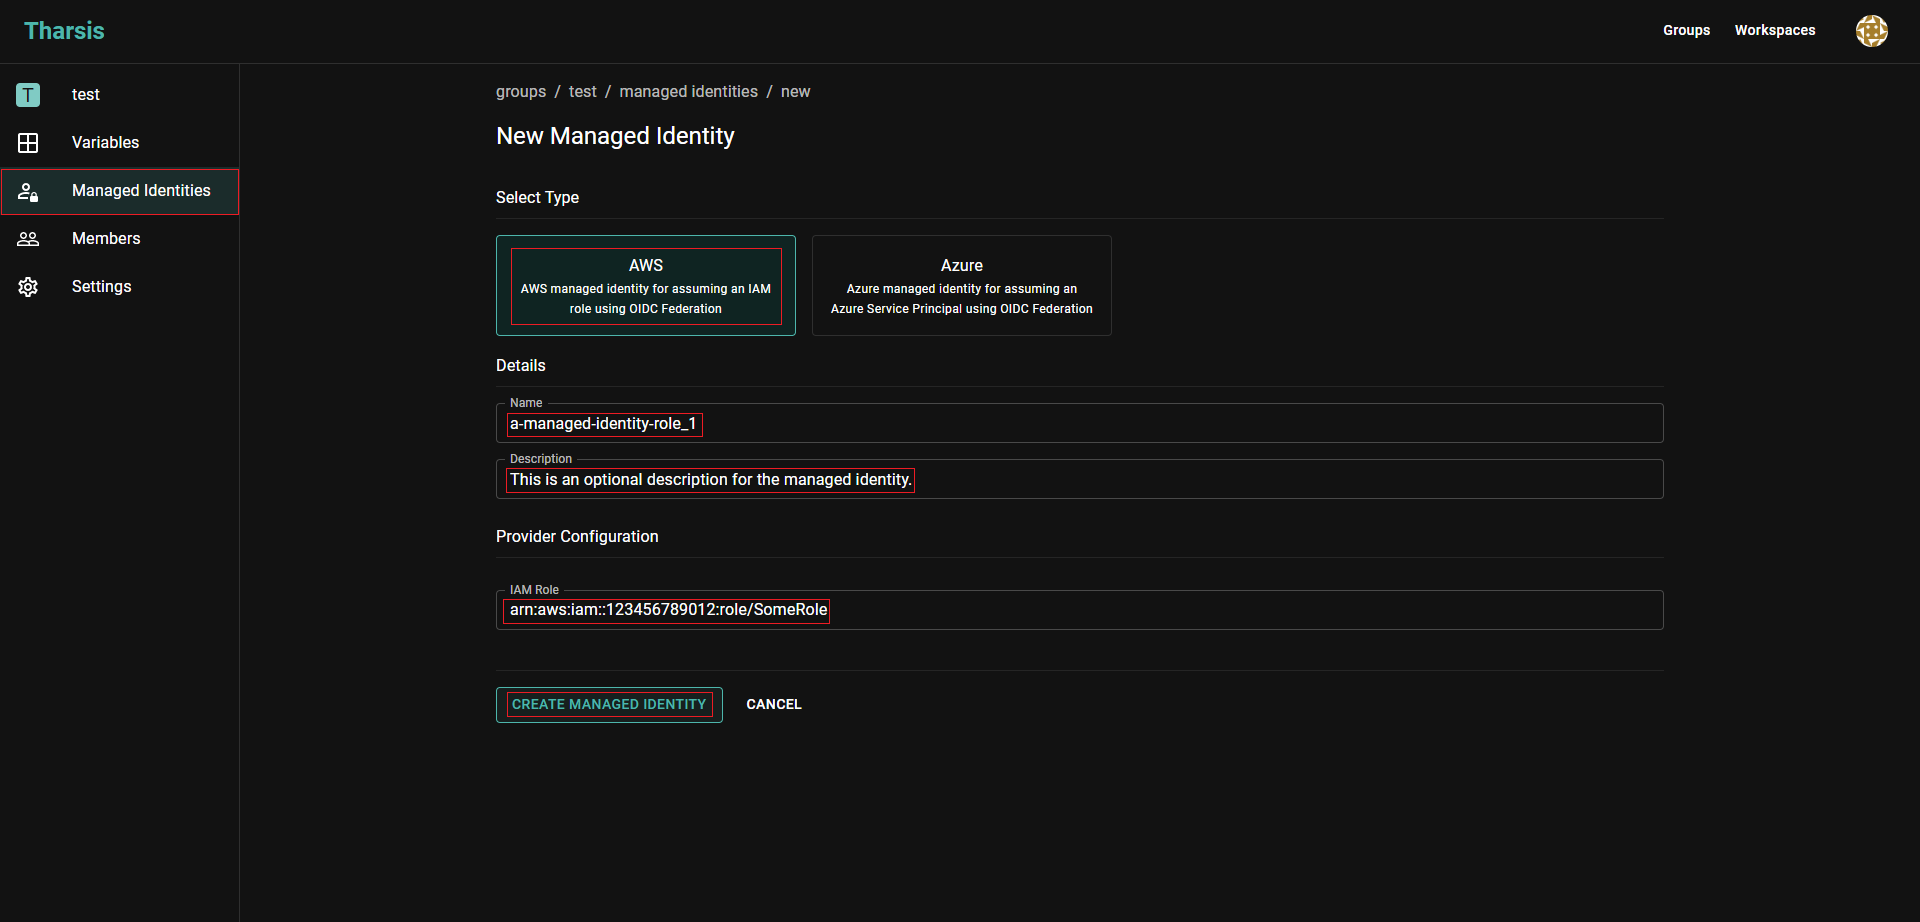 Tharsis
Groups
Workspaces
T
test
Variables
Managed Identities
Members
Settings
groups / test / managed identities / new
New Managed Identity
Select Type
AWS
AWS managed identity for assuming an IAM
role using OIDC Federation
Azure
Azure managed identity for assuming an
Azure Service Principal using OIDC Federation
Details
Name
a-managed-identity-role_1
Description
This is an optional description for the managed identity.
Provider Configuration
IAM Role
arn:aws:iam::123456789012:role/SomeRole
CREATE MANAGED IDENTITY
CANCEL